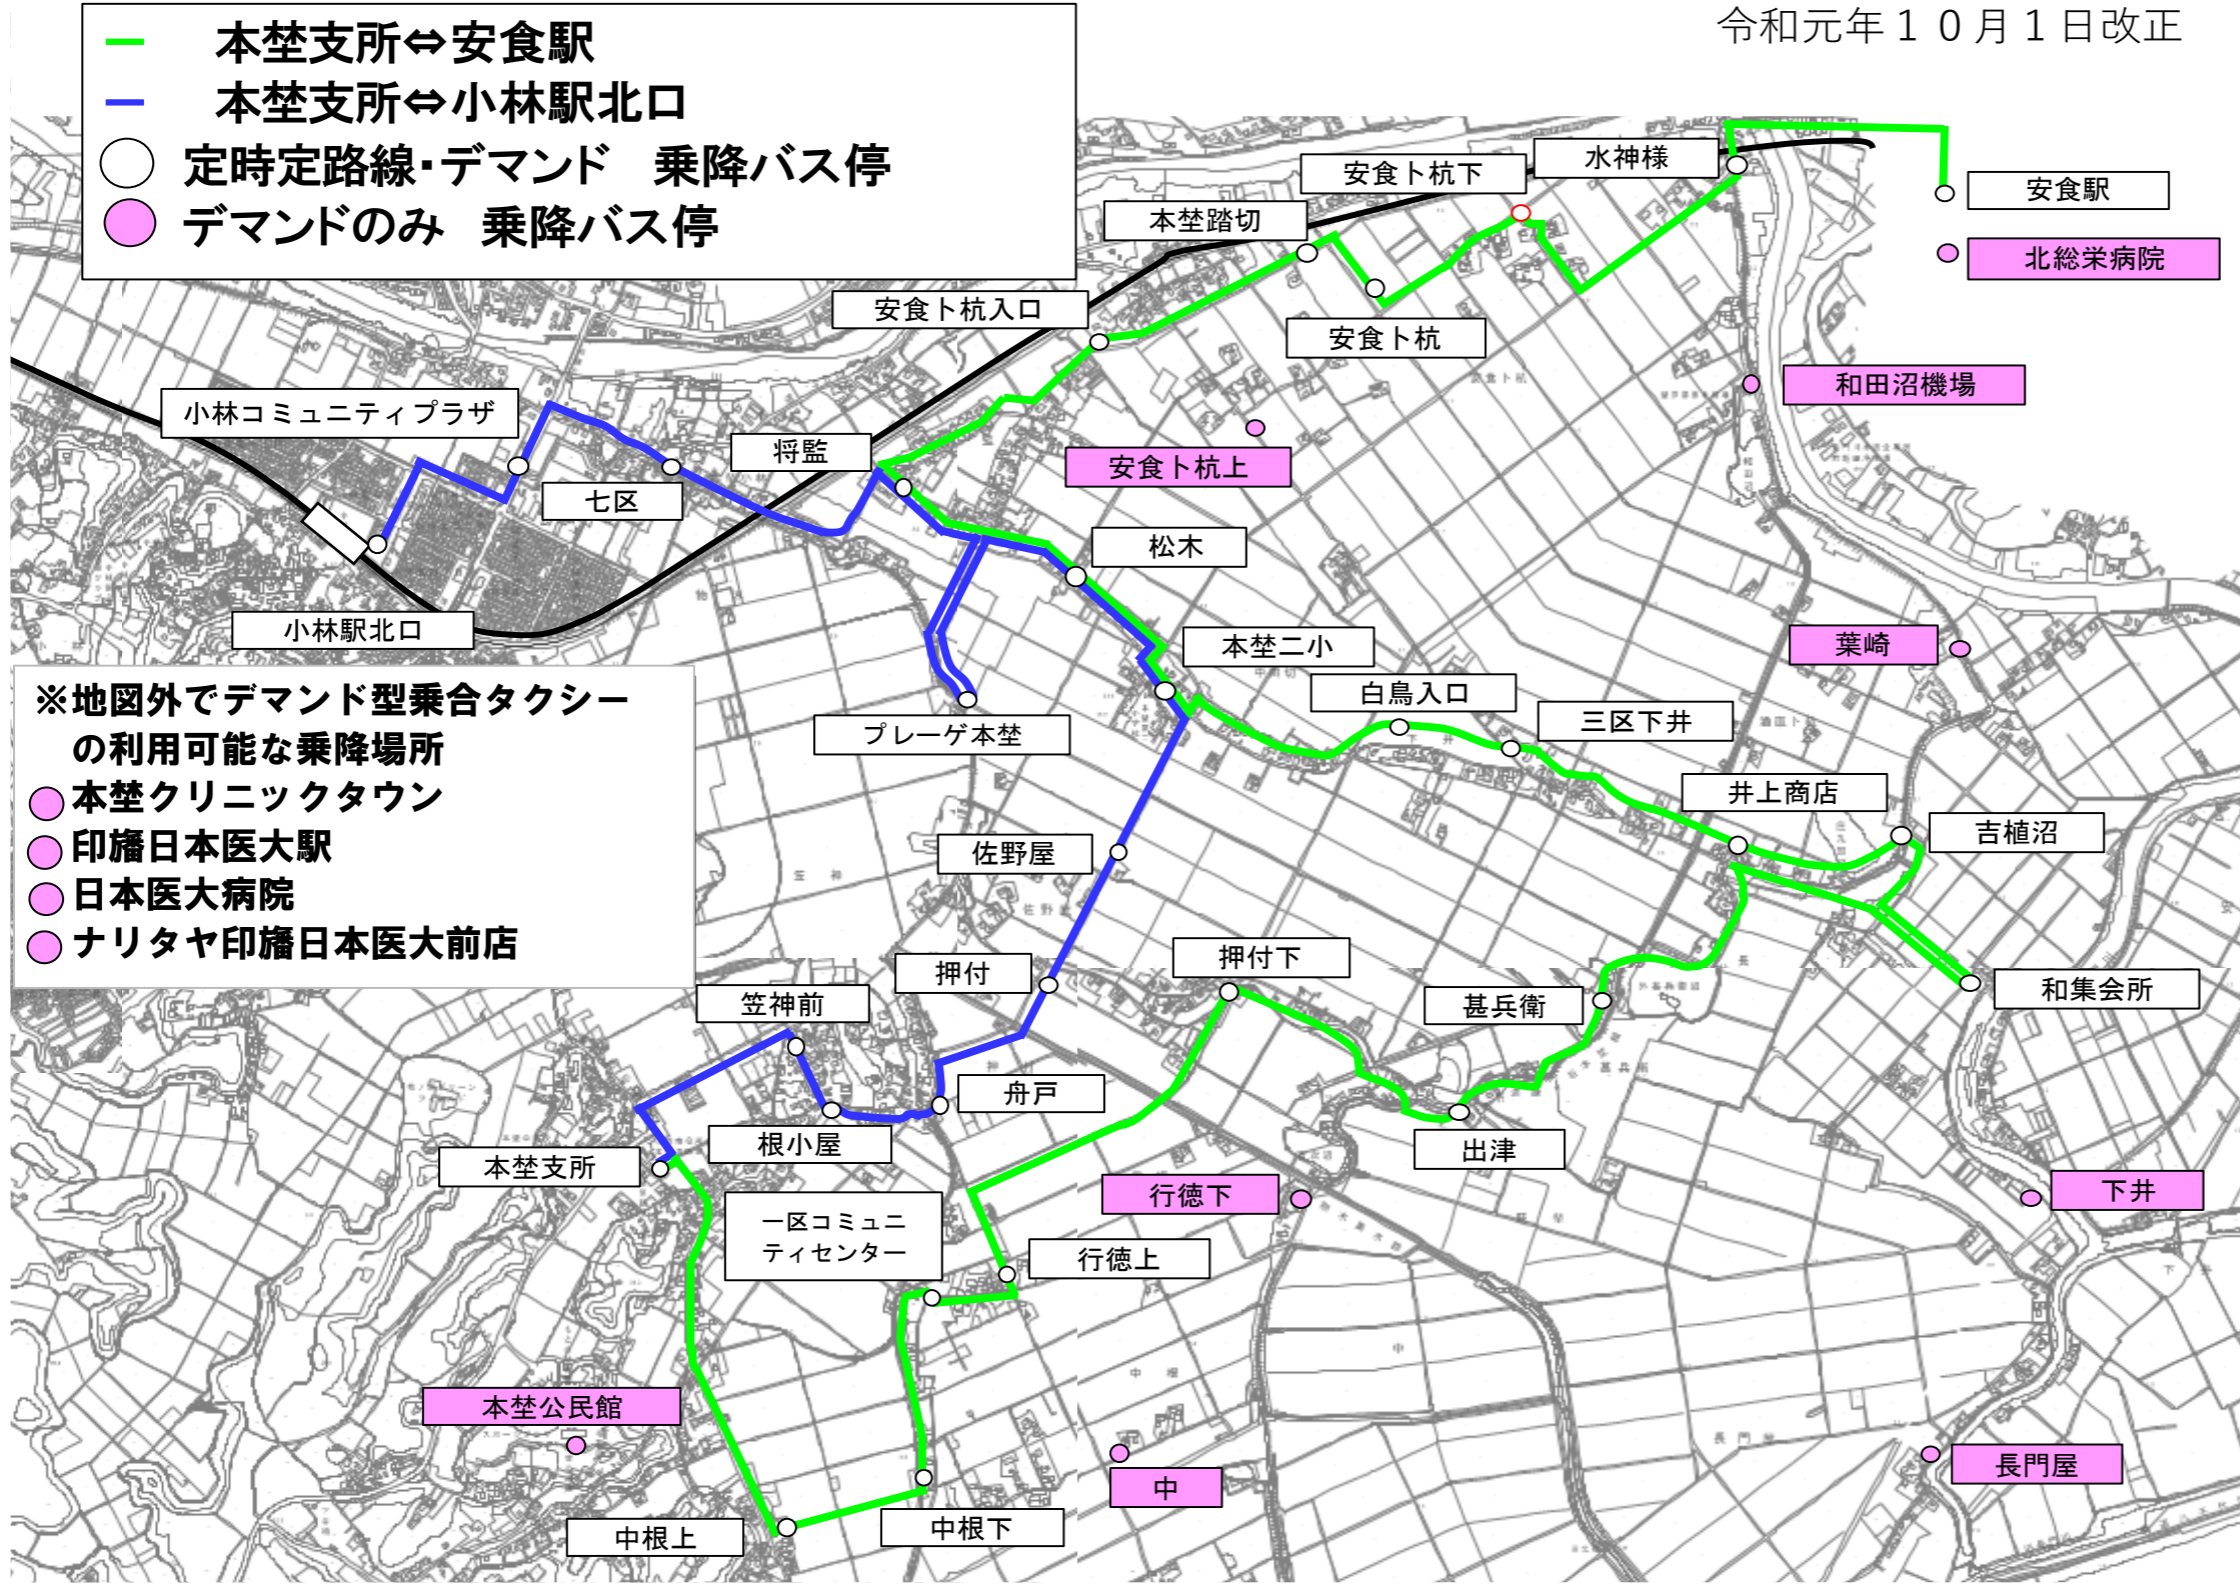 令和元年１０月１日改正
本埜支所⇔安食駅
本埜支所⇔小林駅北口
定時定路線・デマンド　乗降バス停
デマンドのみ　乗降バス停
水神様
安食卜杭下
安食駅
本埜踏切
北総栄病院
安食卜杭入口
安食卜杭
和田沼機場
小林コミュニティプラザ
将監
安食卜杭上
七区
松木
小林駅北口
本埜二小
葉崎
白鳥入口
三区下井
プレーゲ本埜
※地図外でデマンド型乗合タクシー
の利用可能な乗降場所
本埜クリニックタウン
印旛日本医大駅
日本医大病院
ナリタヤ印旛日本医大前店
井上商店
吉植沼
佐野屋
押付
押付下
笠神前
甚兵衛
和集会所
舟戸
根小屋
出津
本埜支所
行徳下
下井
一区コミュニ
ティセンター
行徳上
本埜公民館
長門屋
中
中根上
中根下